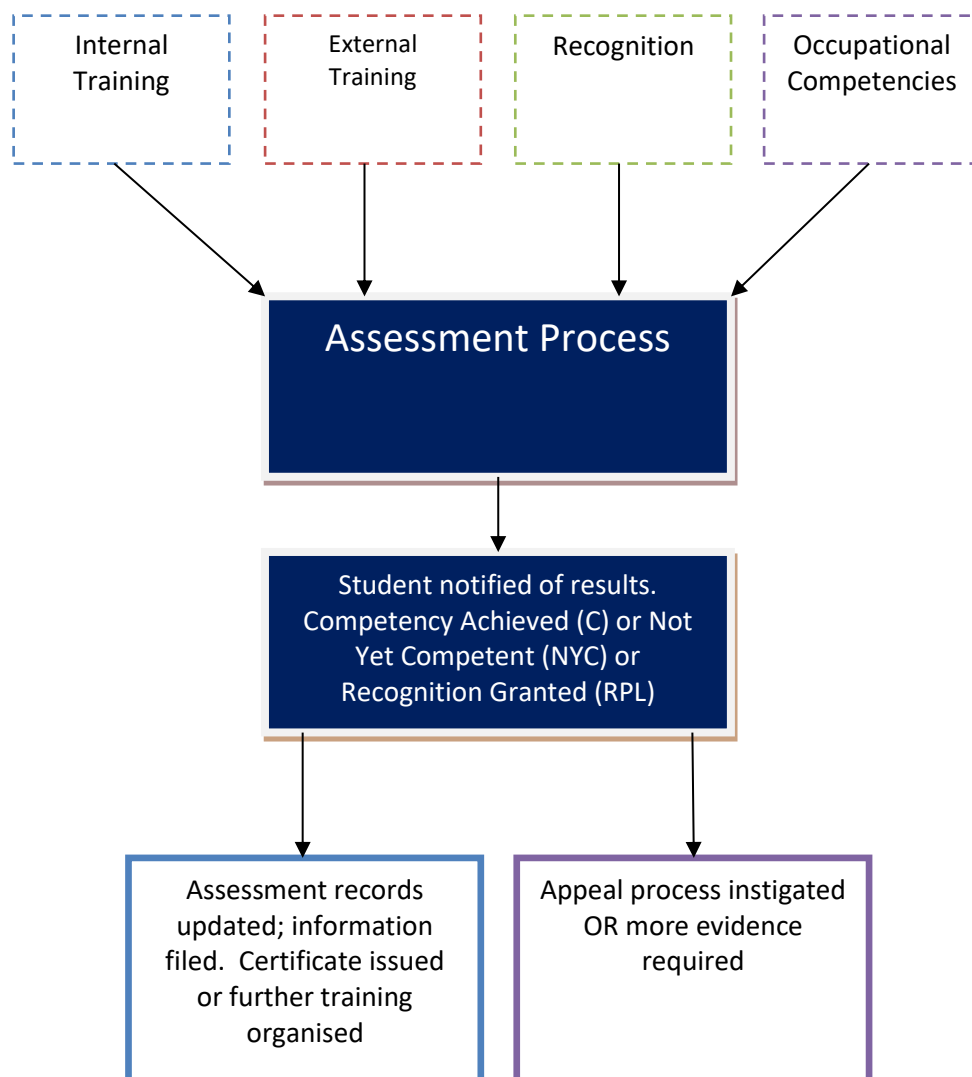 Internal
Training
External
Training
Recognition
Occupational
Competencies
Assessment Process
Student notified of results.
Competency Achieved (C) or Not
Yet Competent (NYC) or
Recognition Granted (RPL)
Assessment records
updated; information
filed.  Certificate issued
or further training
organised
Appeal process instigated
OR more evidence
required